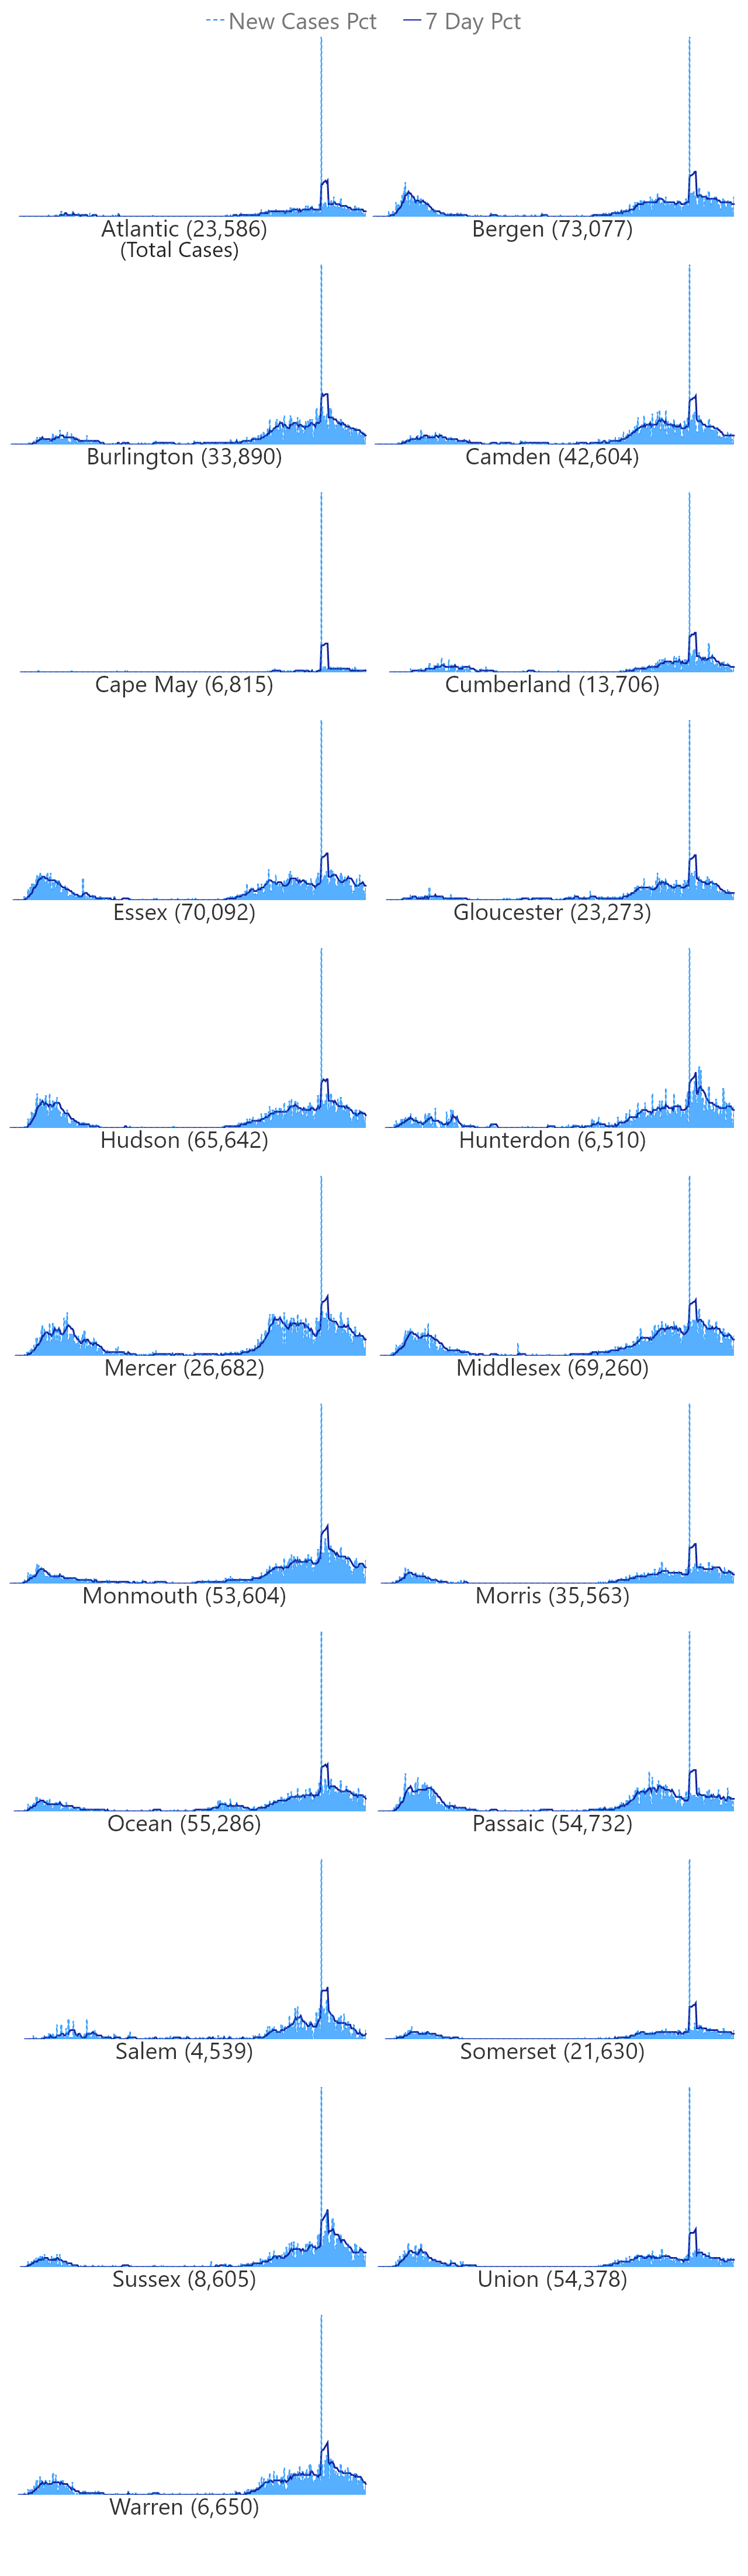 New Cases Pct 7 Day Pct
Atlantic (23,586)
(Total Cases)
Bergen (73,077)
Burlington (33,890)
Camden (42,604)
Cape May (6,815)
Cumberland (13,706)
Essex (70,092)
Gloucester (23,273)
Hudson (65,642)
Hunterdon (6,510)
Mercer (26,682)
Middlesex (69,260)
Monmouth (53,604)
Morris (35,563)
Ocean (55,286)
Passaic (54,732)
Salem (4,539)
Somerset (21,630)
Sussex (8,605)
Union (54,378)
Warren (6,650)